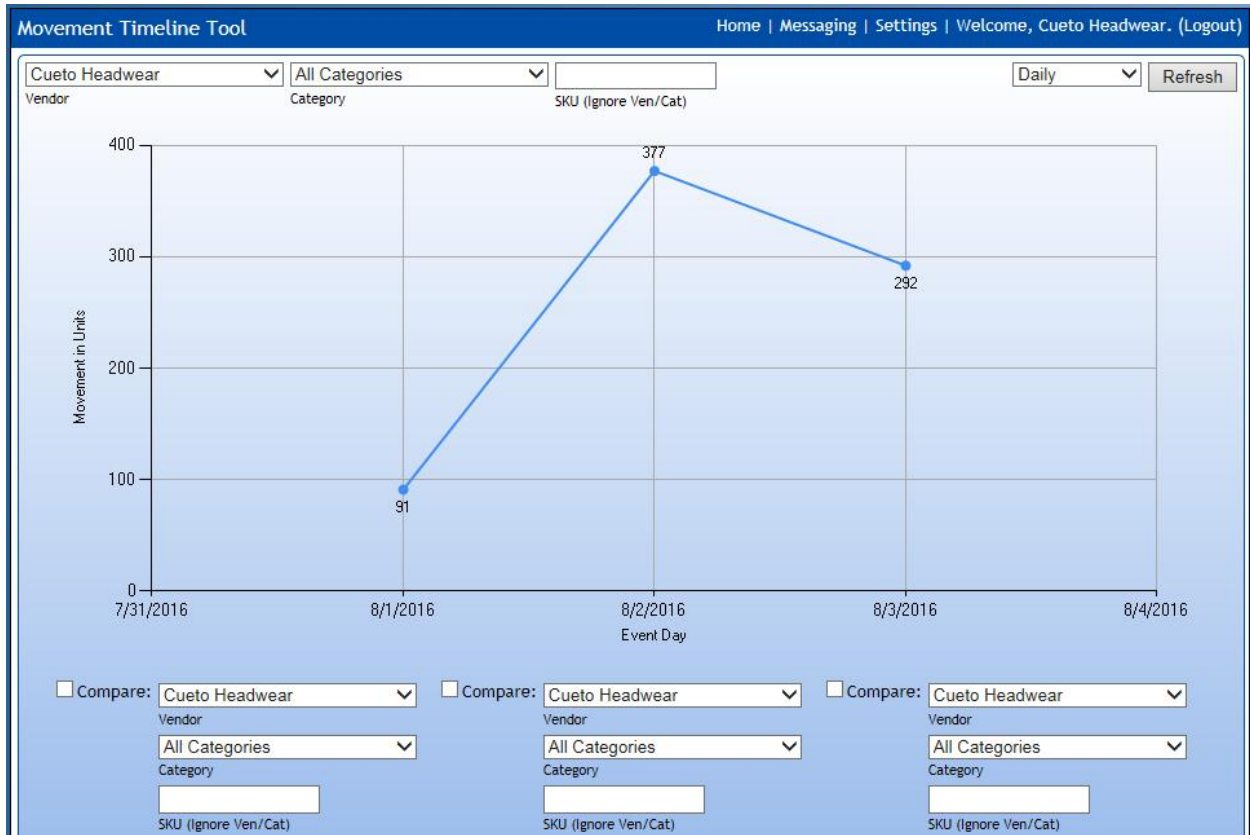 Movement Timeline Tool
Home | Messaging | Settings | Welcome, Cueto Headwear. (Logout)
Cueto Headwear All Categories Daily Refresh
Vendor Category SKU (Ignore Ven/Cat)
400
377
300
292
Movement in Units
200
100
91
0
7/31/2016 8/1/2016 8/2/2016 8/3/2016 8/4/2016
Event Day
Compare: Cueto Headwear Compare: Cueto Headwear Compare: Cueto Headwear
Vendor Vendor Vendor
All Categories All Categories All Categories
Category Category Category
SKU (Ignore Ven/Cat) SKU (Ignore Ven/Cat) SKU (Ignore Ven/Cat)